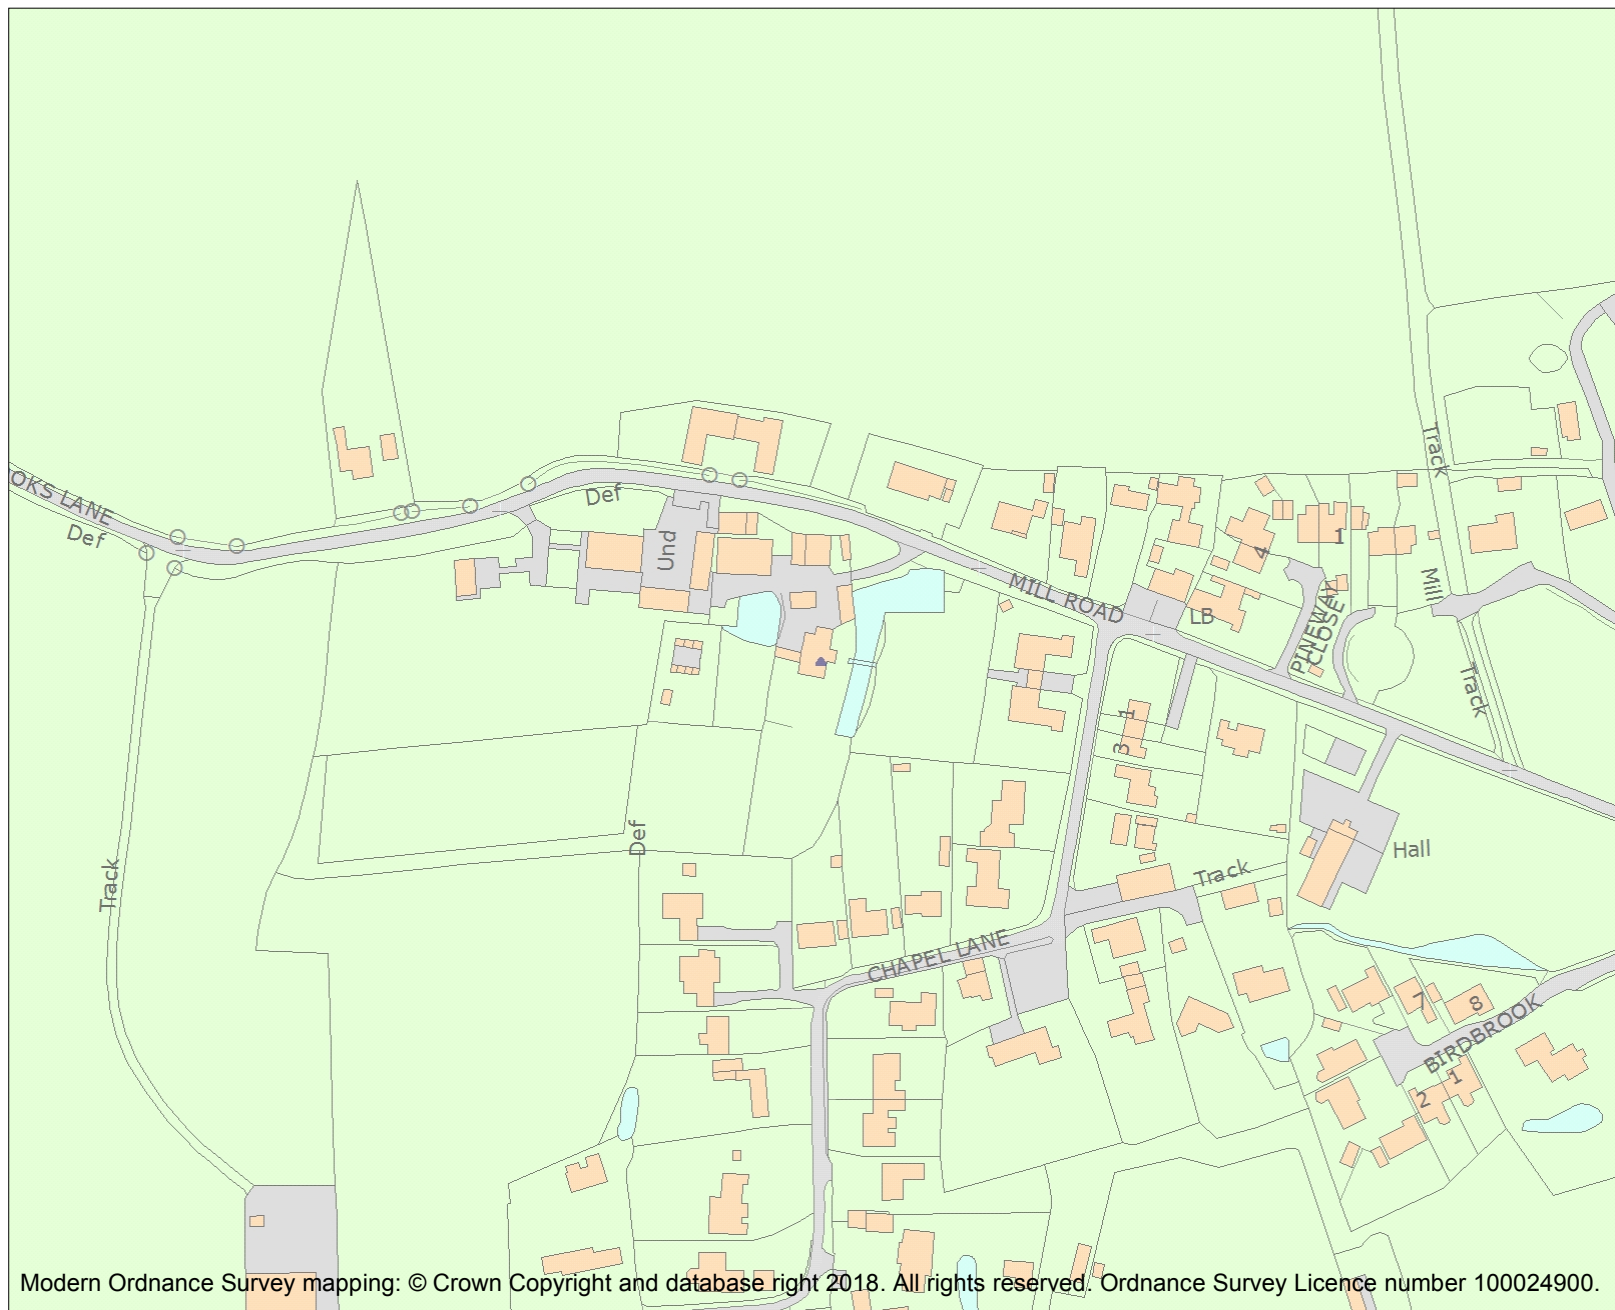 Track
OKS LANE
Def
Def
Und
4
1
Mill
MILL ROAD
LB
PINEWAY
CLOSE
Track
1
3
Def
Hall
Track
Track
CHAPEL LANE
7
8
BIRDBROOK
1
2
Modern Ordnance Survey mapping: © Crown Copyright and database right 2018. All rights reserved. Ordnance Survey Licence number 100024900.